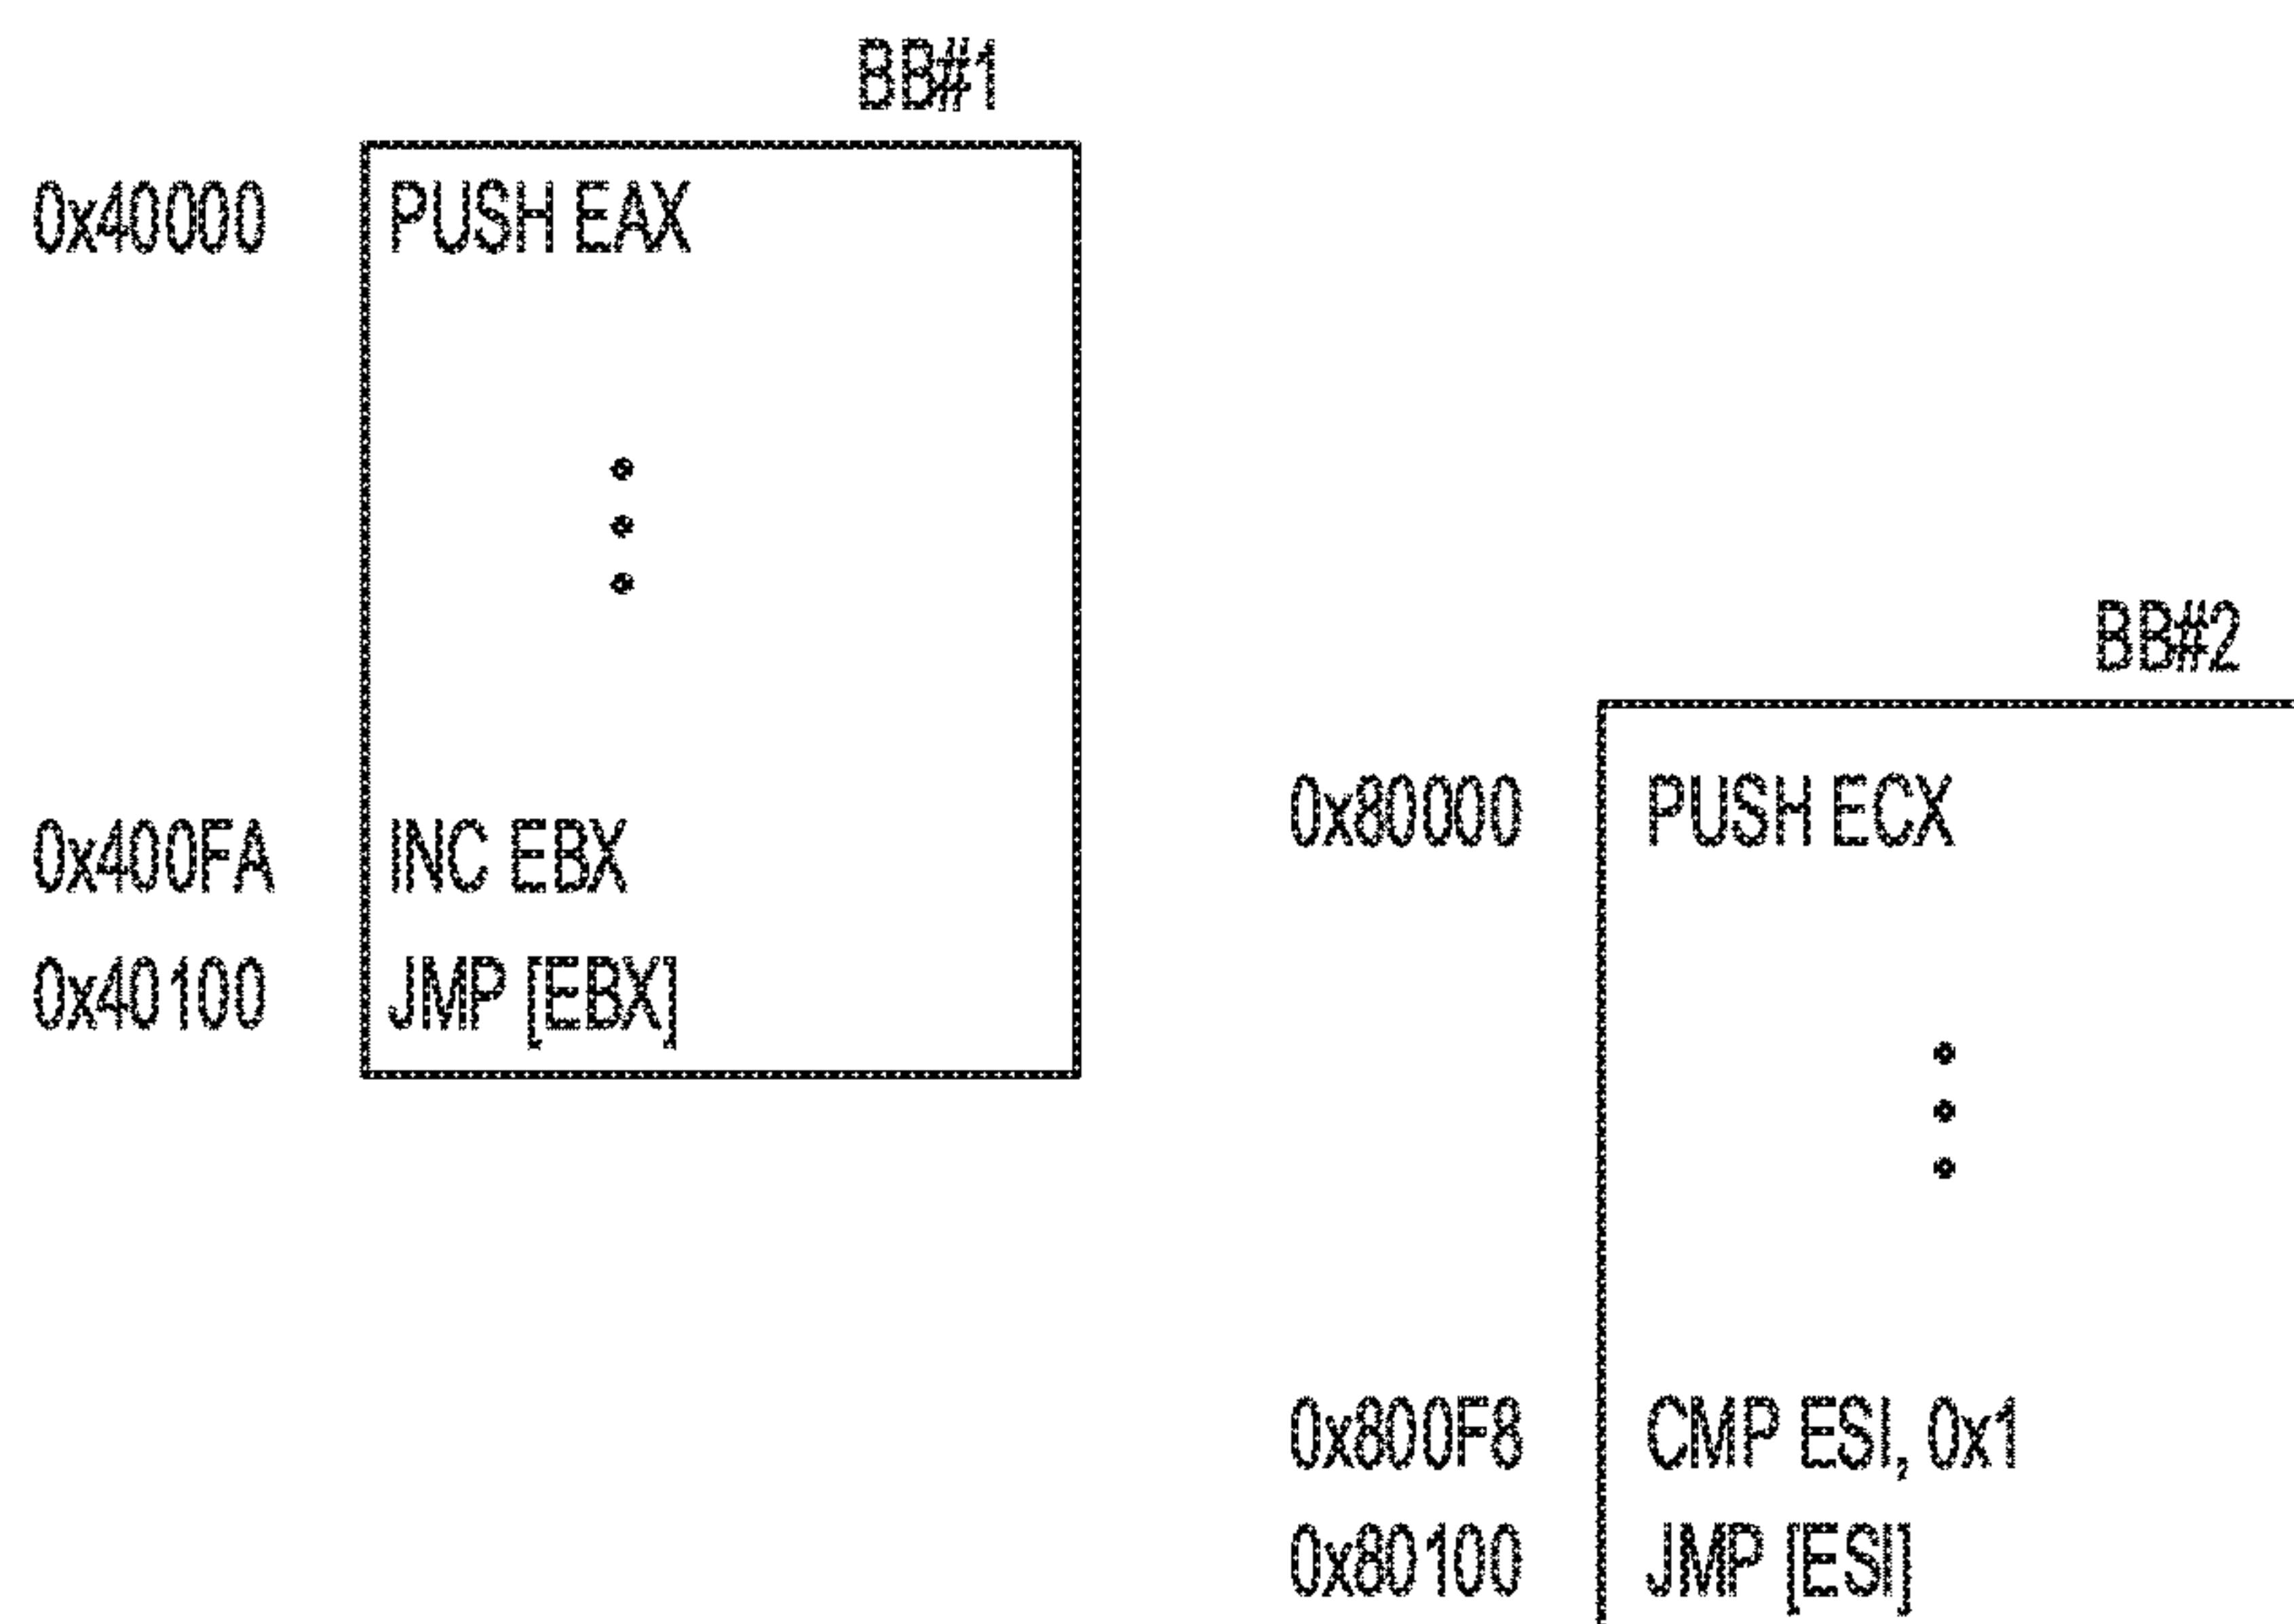 BB#1
0x40000 PUSH EAX
0x400FA INC EBX
0x40100 JMP [EBX]
BB#2
0x80000 PUSH ECX
0x800F8 CMP ESI, 0x1
0x80100 JMP [ESI]